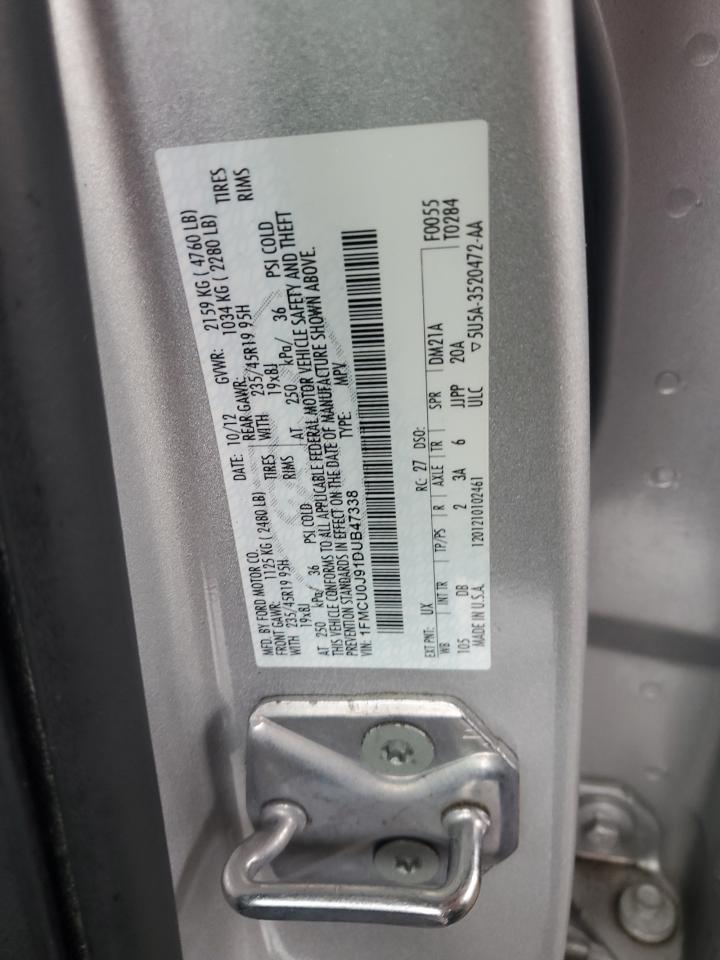 MFD. BY FORD MOTOR CO. DATE: 10/12 GVWR: 2159 KG ( 4760 LB)
FRONT GAWR: 1125 KG ( 2480 LB) REAR GAWR: 1034 KG ( 2280 LB)
WITH 235/45R19 95H TIRES WITH 235/45R19 95H TIRES
19x8J RIMS 19x8J RIMS
AT 250 kPa/ 36 PSI COLD AT 250 kPa/ 36 PSI COLD
THIS VEHICLE CONFORMS TO ALL APPLICABLE FEDERAL MOTOR VEHICLE SAFETY AND THEFT
PREVENTION STANDARDS IN EFFECT ON THE DATE OF MANUFACTURE SHOWN ABOVE.
VIN: 1FMCU0J91DUB47338 TYPE: MPV
F0055
T0284
EXT PNT: UX RC: 27 DSO: DM21A
WB INT TR TP/PS R AXLE TR SPR
105 DB 2 3A 6 JJPP 20A
MADE IN U.S.A. 1201210102461 ULC ▽5U5A-3520472-AA